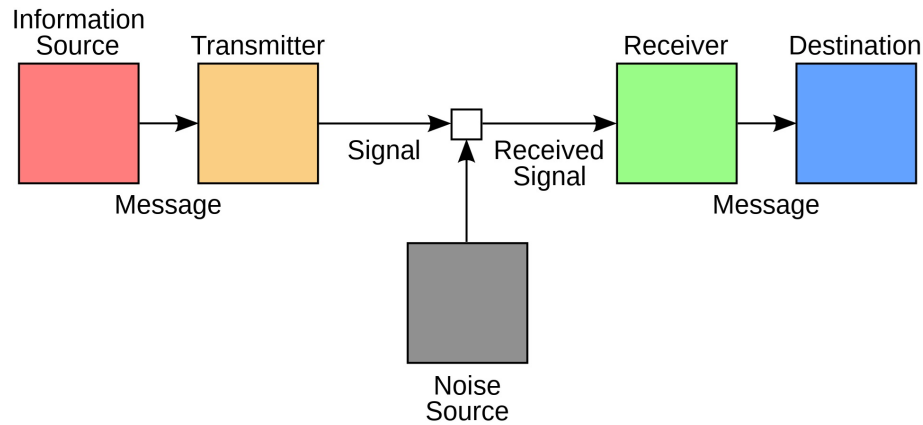 Information
Source
Transmitter
Receiver
Destination
Signal
Received
Signal
Message
Message
Noise
Source